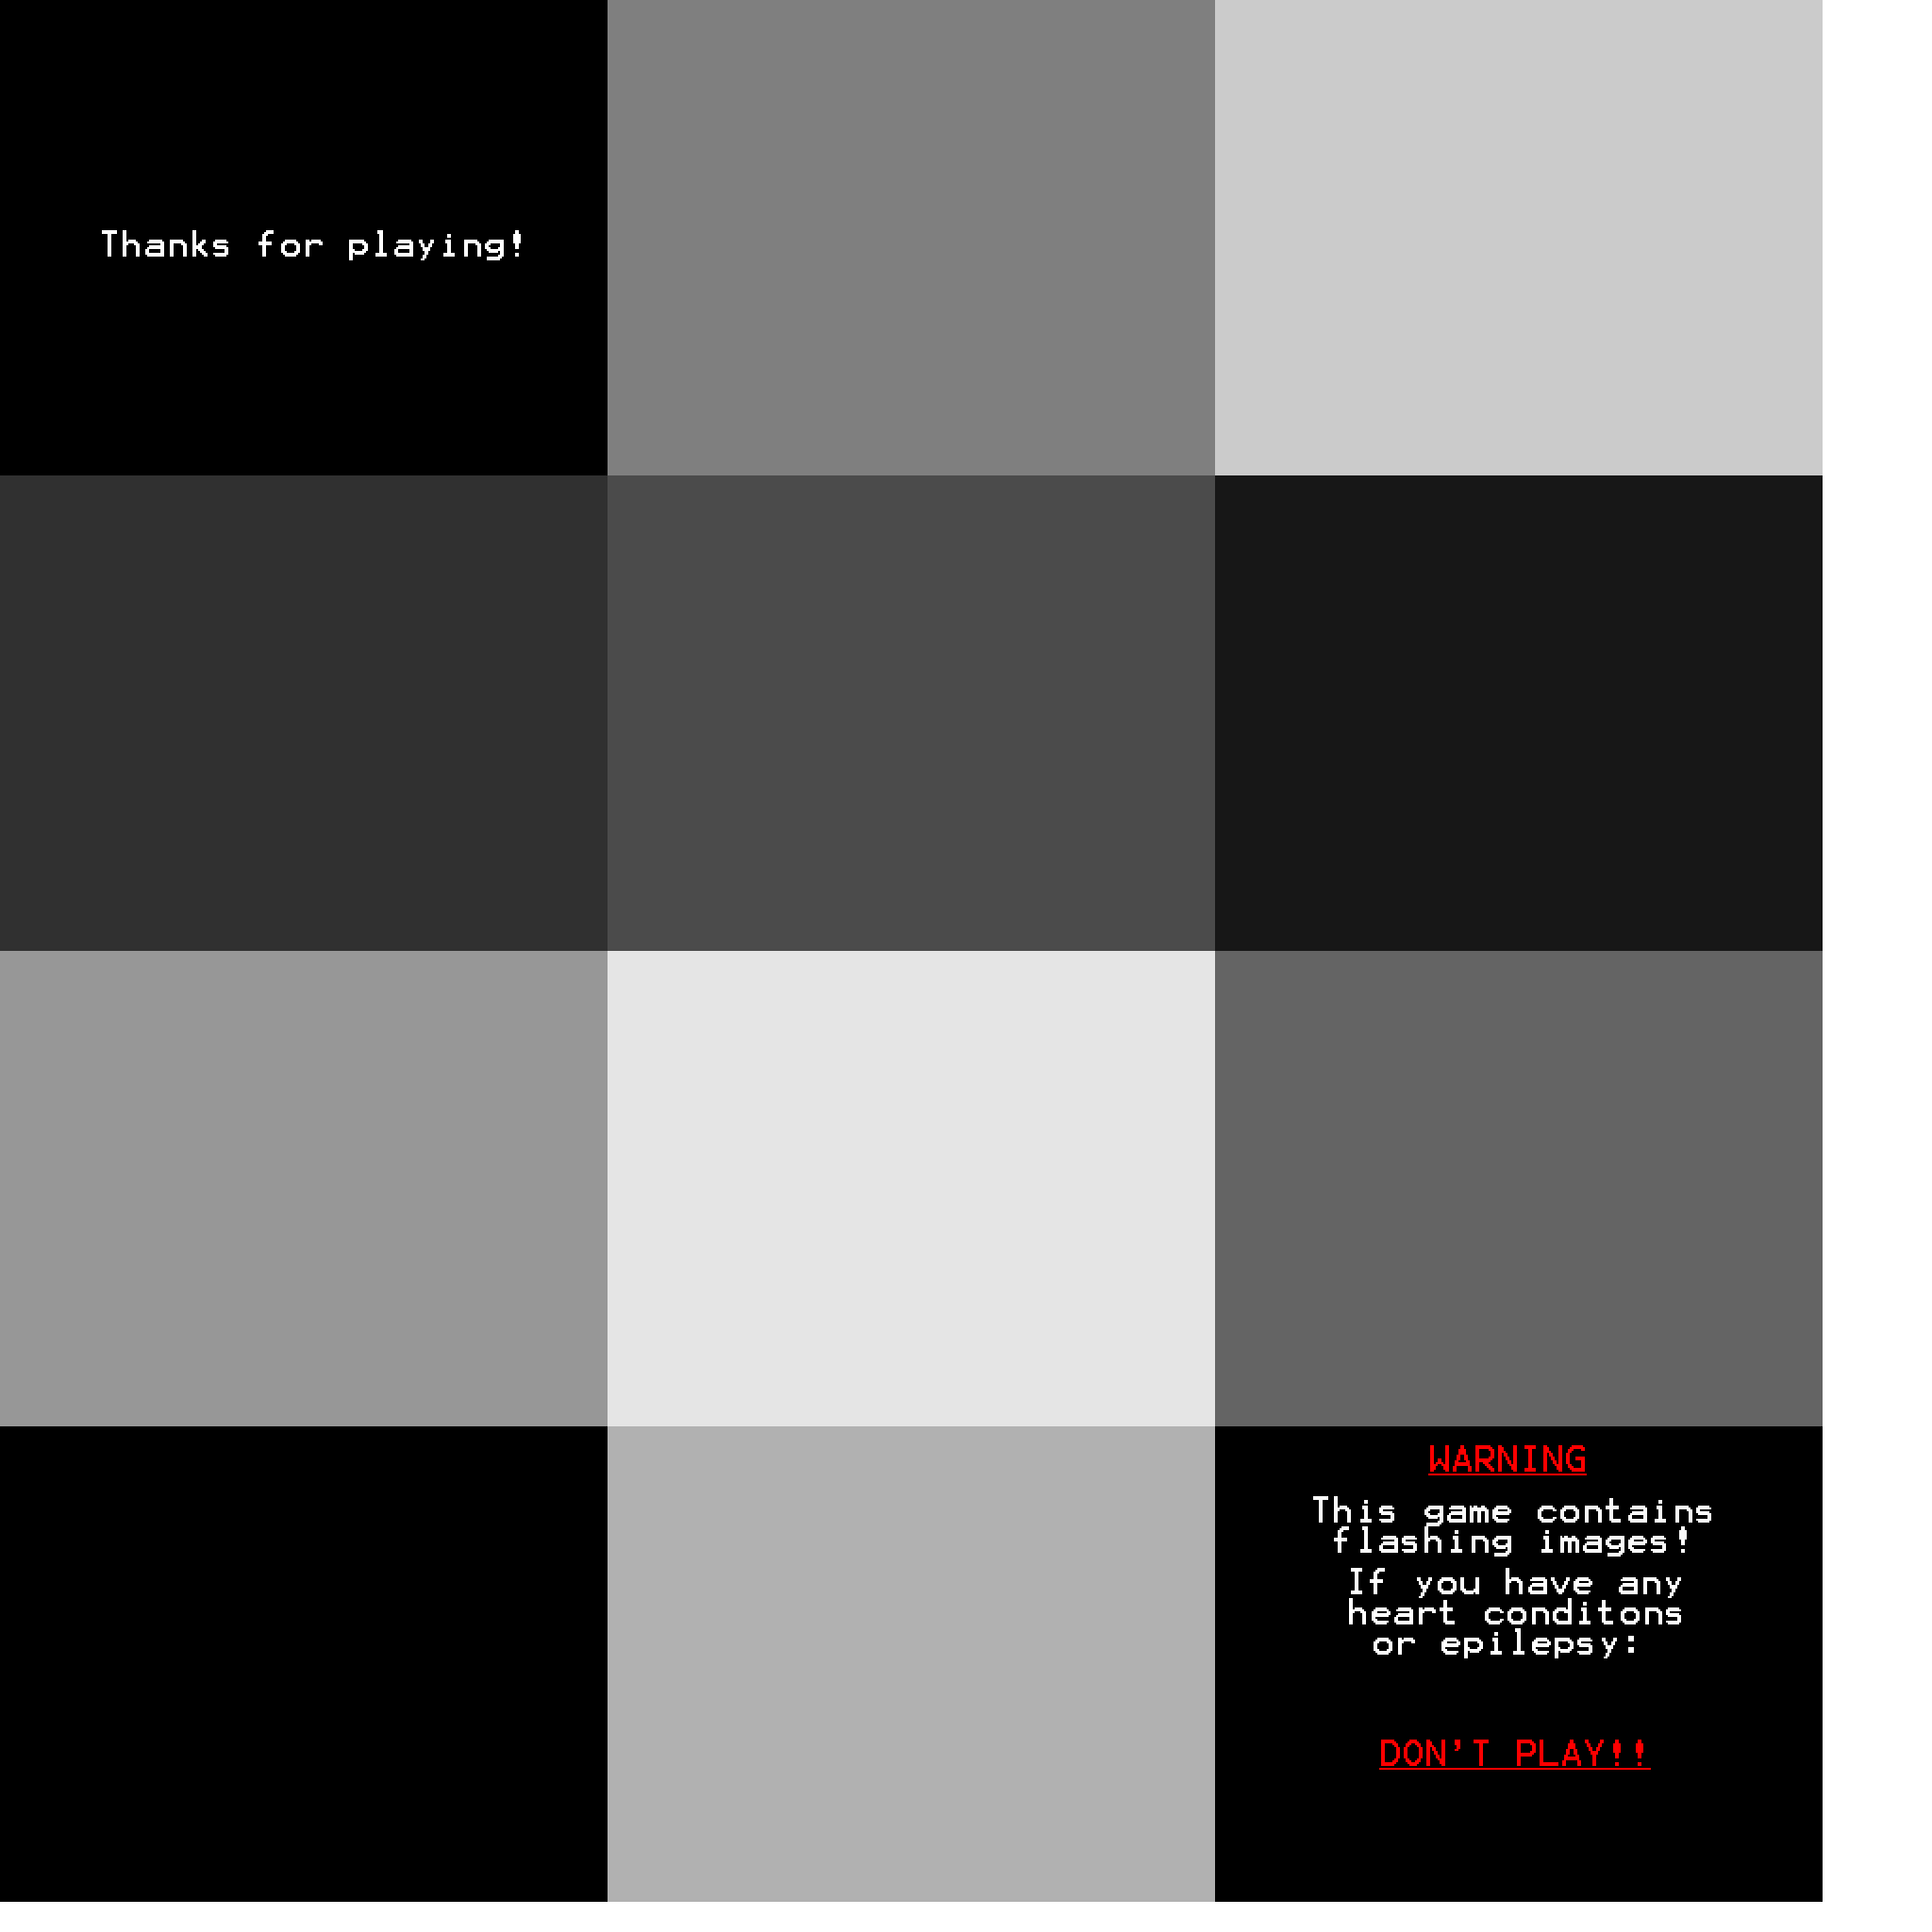 Thanks for playing!
WARNING
This game contains
flashing images!
If you have any
heart conditons
or epilepsy:
DON'T PLAY!!